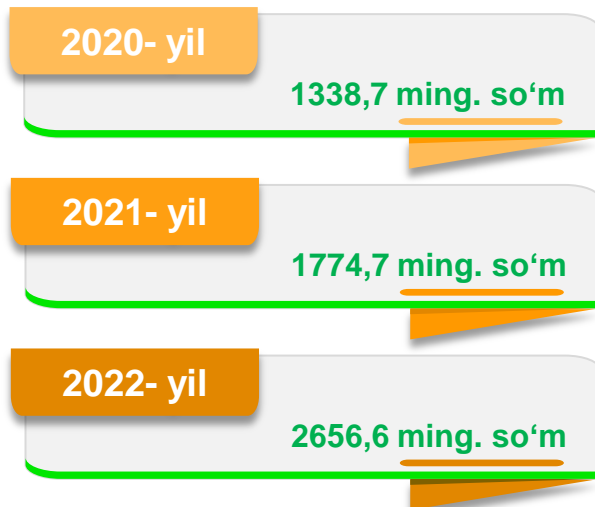 2020- yil
1338,7 ming. so‘m
2021- yil
1774,7 ming. so‘m
2022- yil
2656,6 ming. so‘m